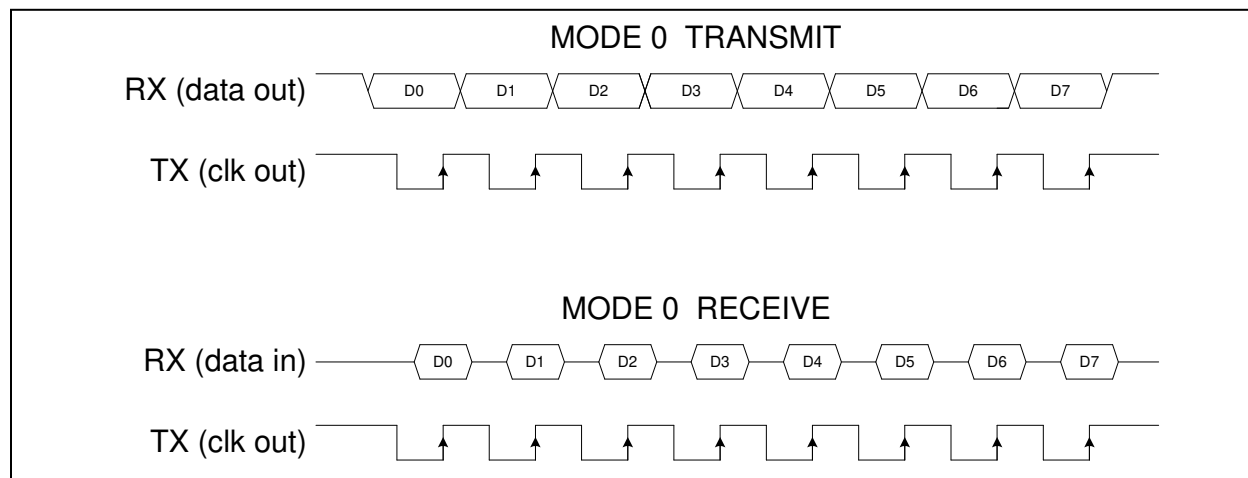 MODE 0 TRANSMIT
RX (data out) D0 D1 D2 D3 D4 D5 D6 D7
TX (clk out)
MODE 0 RECEIVE
RX (data in) D0 D1 D2 D3 D4 D5 D6 D7
TX (clk out)